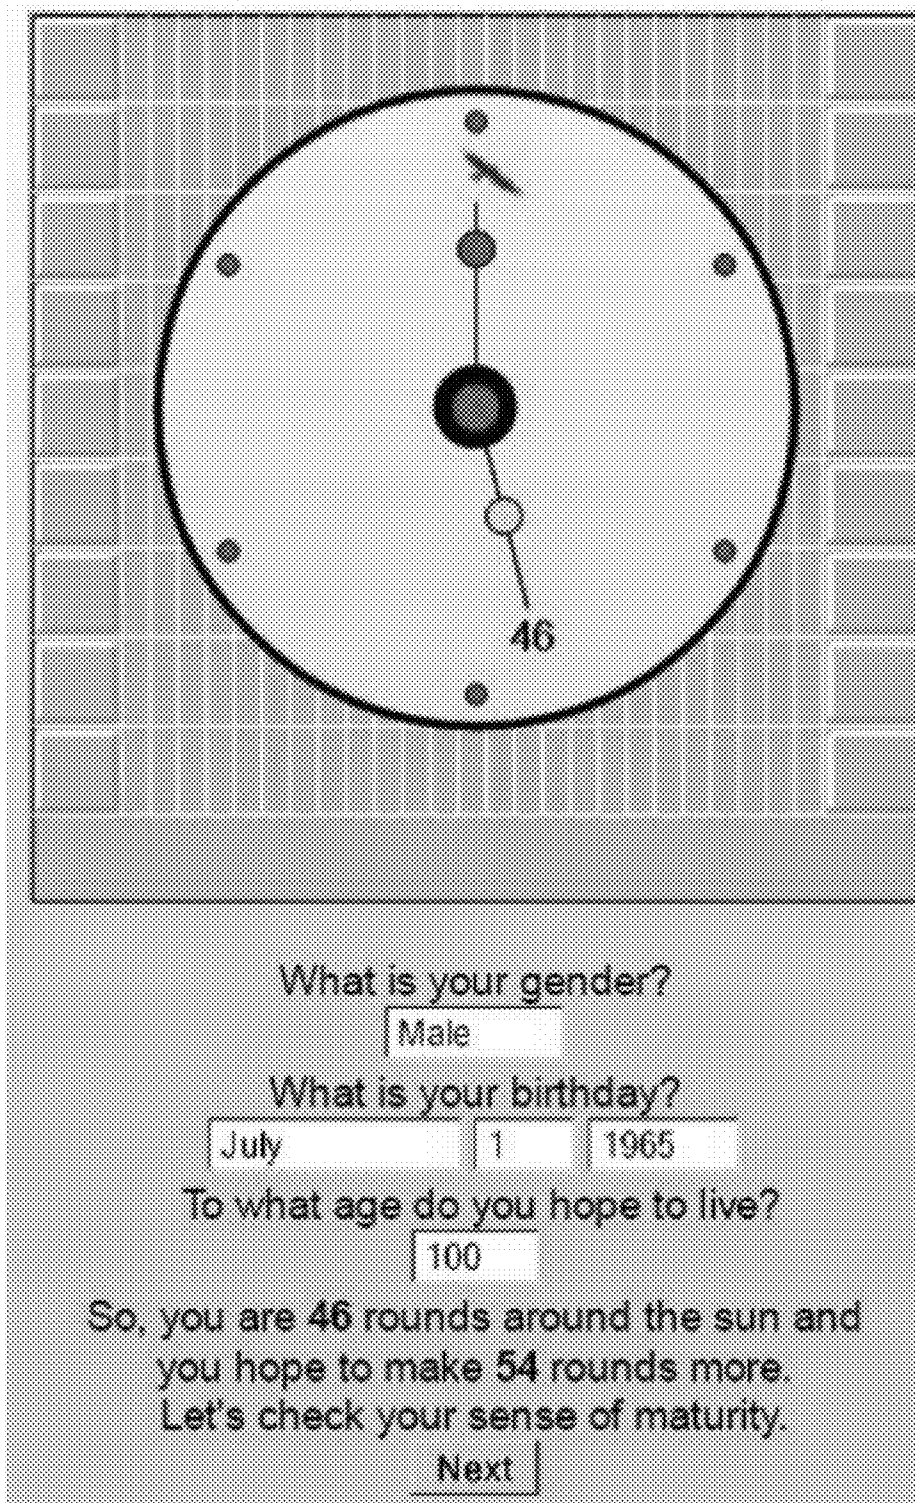 46
What is your gender?
Male
What is your birthday?
July 1 1965
To what age do you hope to live?
100
So, you are 46 rounds around the sun and
you hope to make 54 rounds more.
Let's check your sense of maturity.
Next